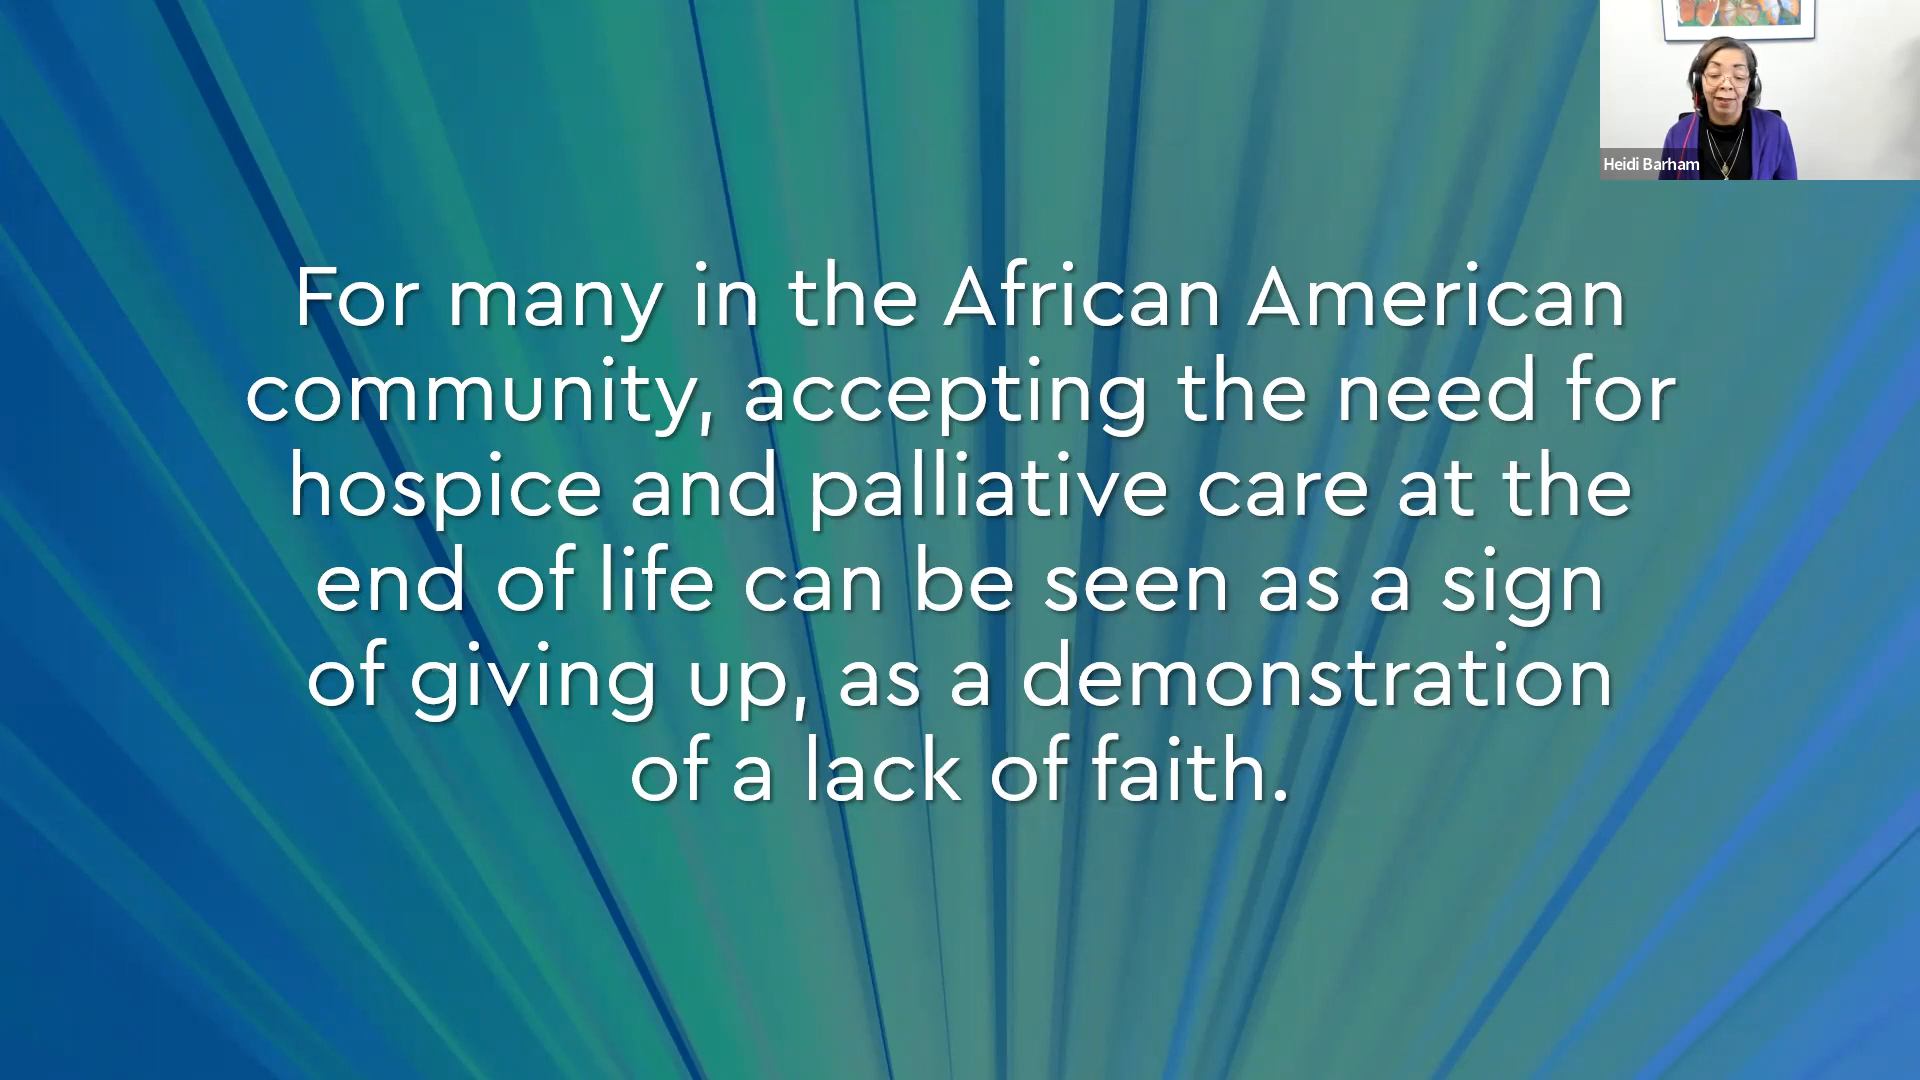 Heidi Barham
For many in the African American
community, accepting the need for
hospice and palliative care at the
end of life can be seen as a sign
of giving up, as a demonstration
of a lack of faith.